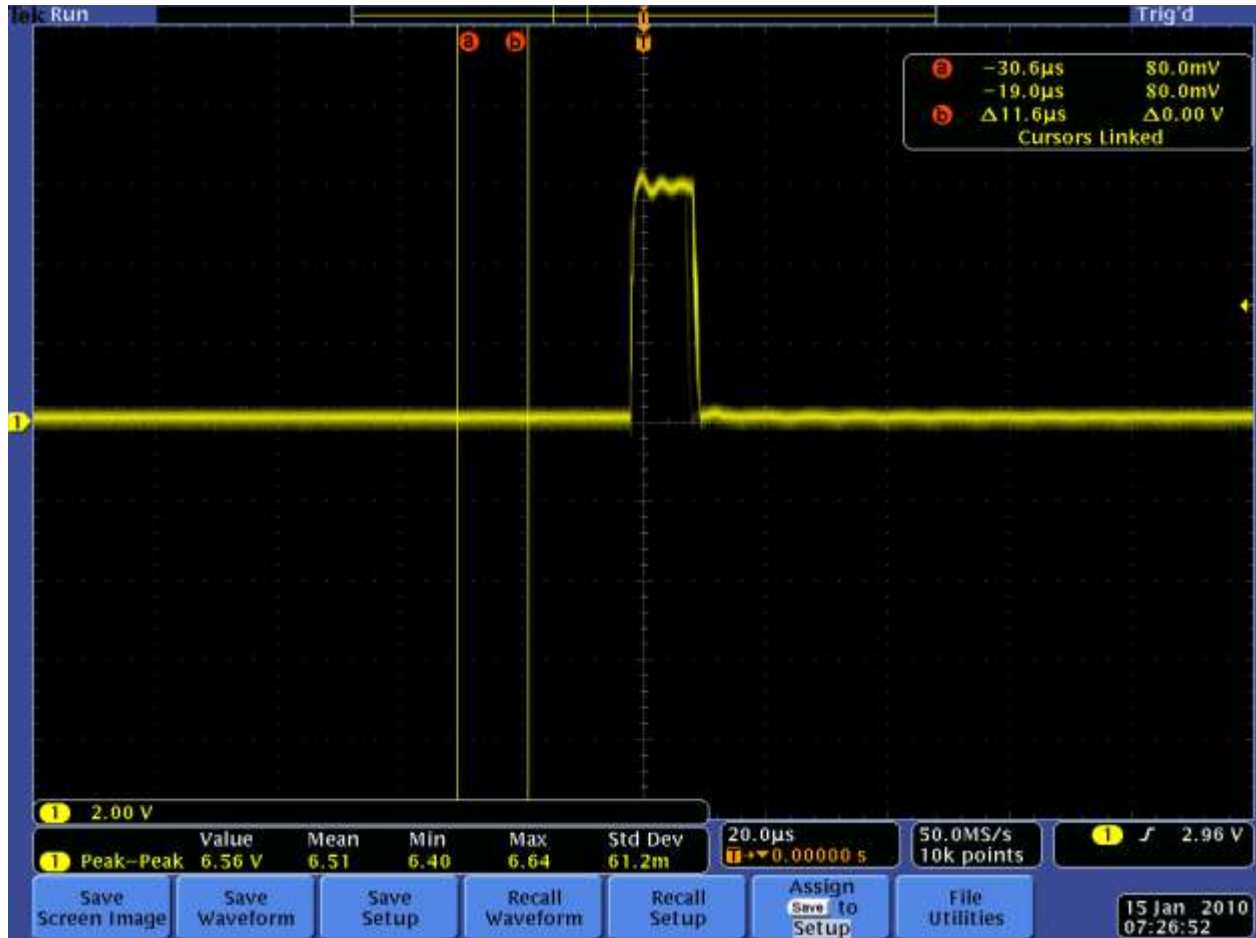 Tek Run Trig'd
T
a b T
a -30.6µs 80.0mV
-19.0µs 80.0mV
b Δ11.6µs Δ0.00 V
Cursors Linked
1
1 2.00 V
Value Mean Min Max Std Dev
1 Peak-Peak 6.56 V 6.51 6.40 6.64 61.2m
20.0µs
T→▼0.00000 s
50.0MS/s
10k points
1 ʃ 2.96 V
Save
Screen Image
Save
Waveform
Save
Setup
Recall
Waveform
Recall
Setup
Assign
Save to
Setup
File
Utilities
15 Jan 2010
07:26:52